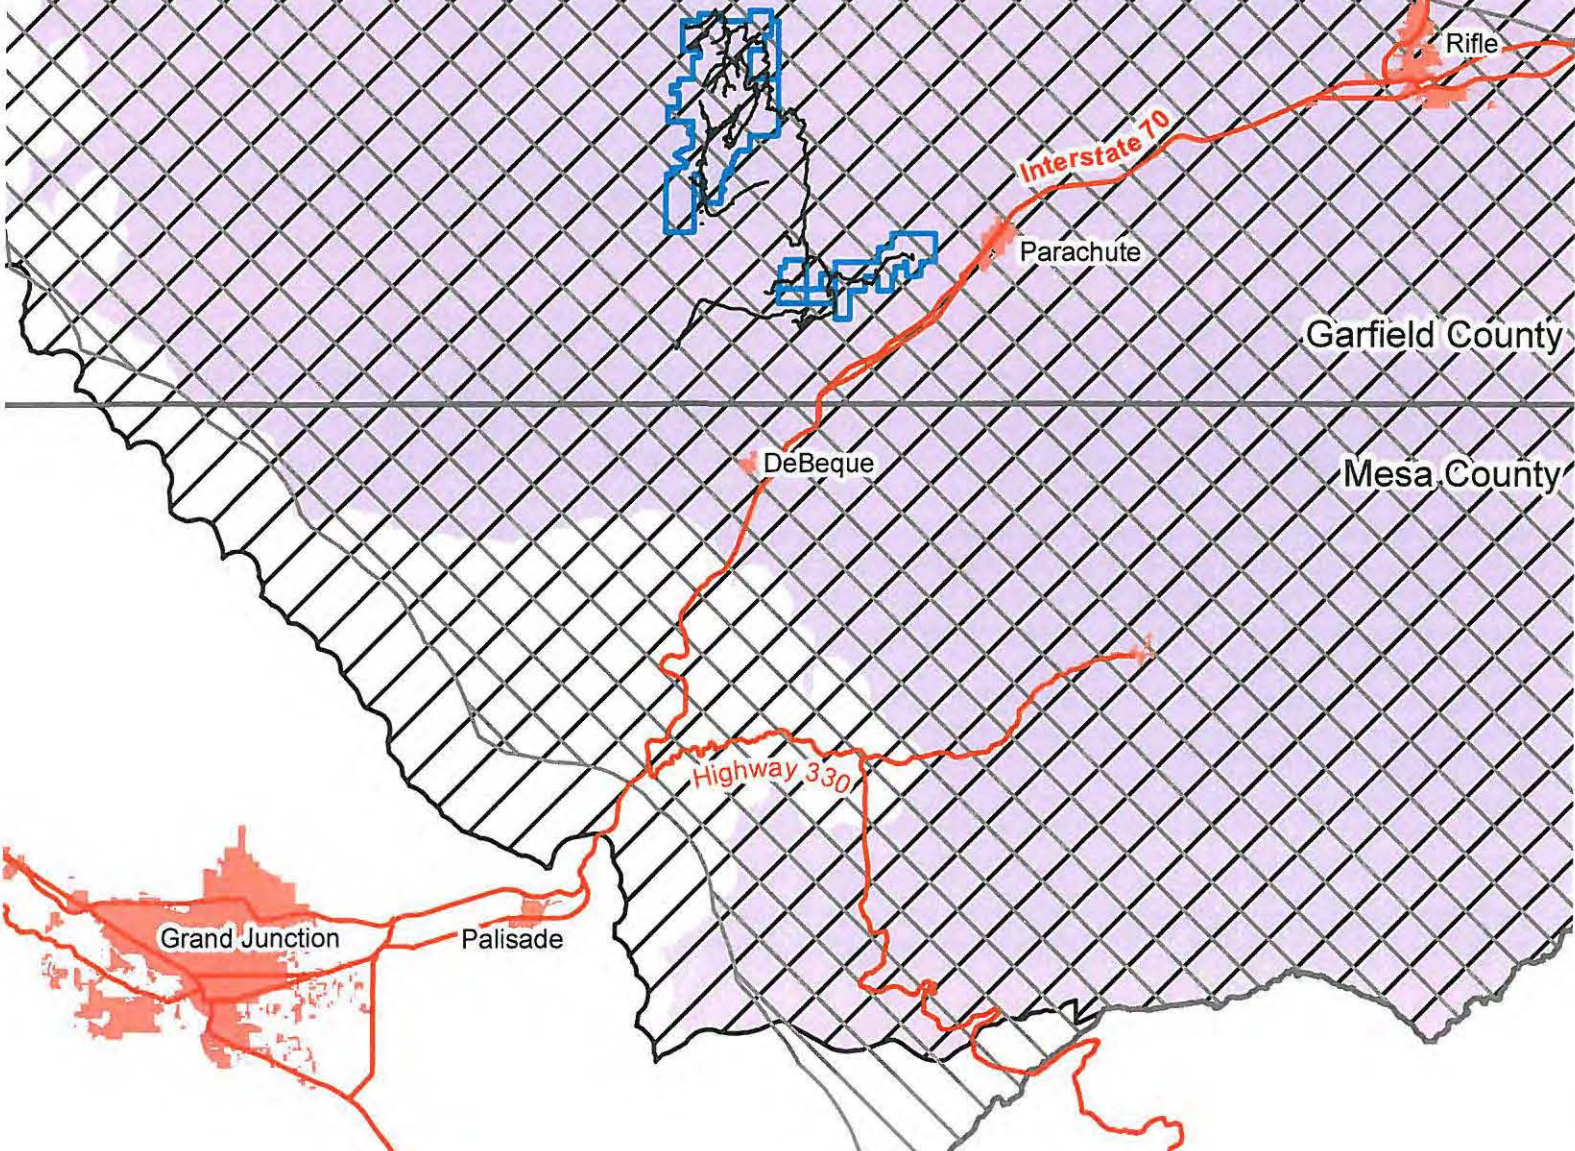 Rifle
Interstate 70
Parachute
Garfield County
DeBeque
Mesa County
Highway 330
Grand Junction
Palisade